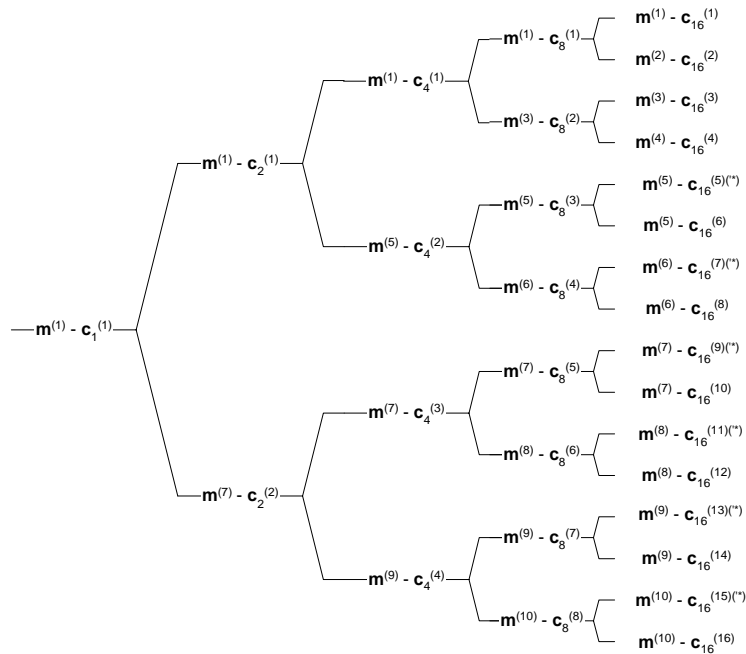 m(1) - c16(1)
m(1) - c8(1)
m(2) - c16(2)
m(1) - c4(1)
m(3) - c16(3)
m(3) - c8(2)
m(4) - c16(4)
m(1) - c2(1)
m(5) - c16(5)(*)
m(5) - c8(3)
m(5) - c16(6)
m(5) - c4(2)
m(6) - c16(7)(*)
m(6) - c8(4)
m(6) - c16(8)
m(1) - c1(1)
m(7) - c16(9)(*)
m(7) - c8(5)
m(7) - c16(10)
m(7) - c4(3)
m(8) - c16(11)(*)
m(8) - c8(6)
m(8) - c16(12)
m(7) - c2(2)
m(9) - c16(13)(*)
m(9) - c8(7)
m(9) - c16(14)
m(9) - c4(4)
m(10) - c16(15)(*)
m(10) - c8(8)
m(10) - c16(16)